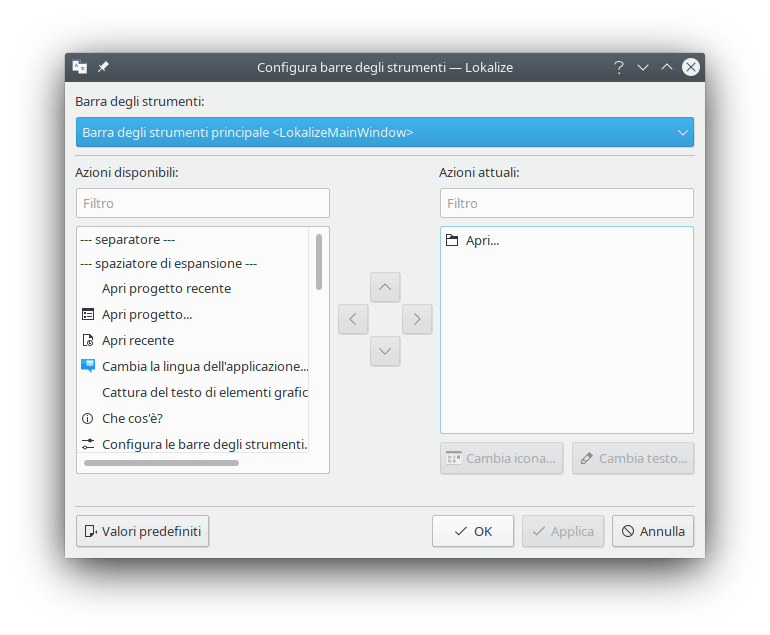 Configura barre degli strumenti — Lokalize
Barra degli strumenti:
Barra degli strumenti principale <LokalizeMainWindow>
Azioni disponibili:
Filtro
--- separatore ---
--- spaziatore di espansione ---
Apri progetto recente
Apri progetto...
Apri recente
Cambia la lingua dell'applicazione...
Cattura del testo di elementi grafic
Che cos'è?
Configura le barre degli strumenti.
Azioni attuali:
Filtro
Apri...
Cambia icona...
Cambia testo...
Valori predefiniti
OK
Applica
Annulla